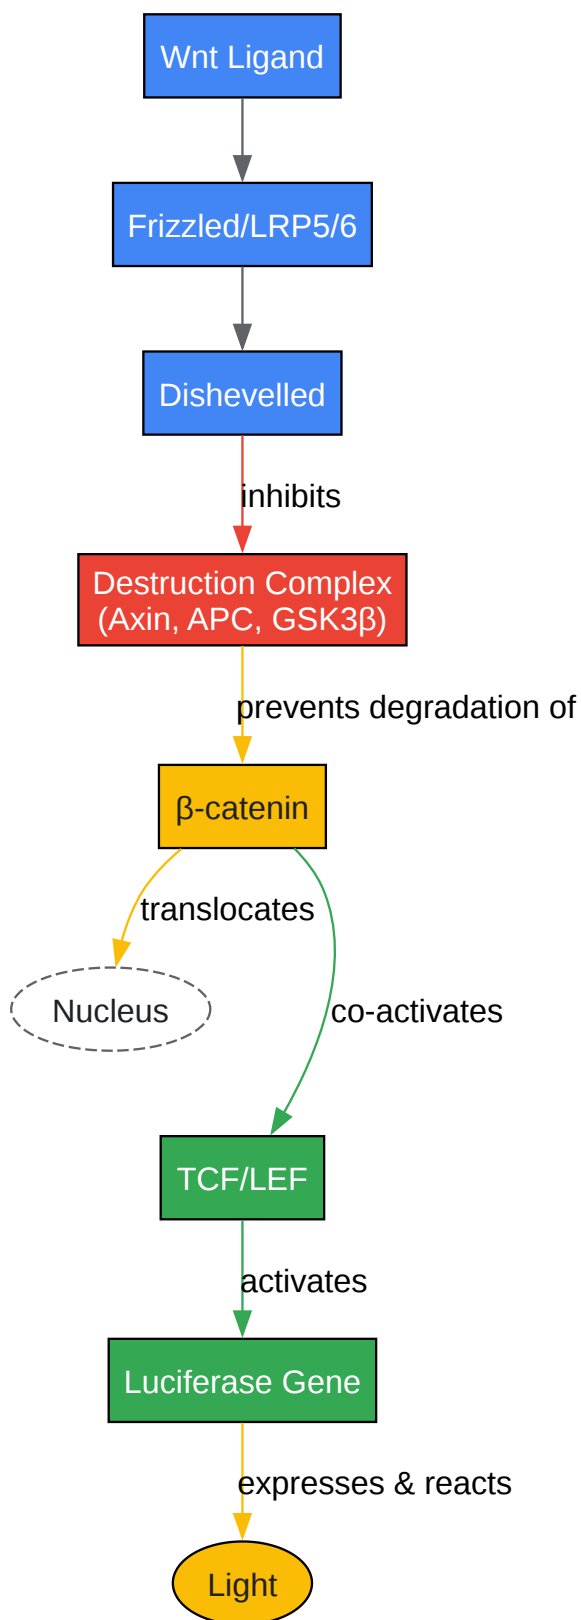 Wnt Ligand
Frizzled/LRP5/6
Dishevelled
inhibits
Destruction Complex
(Axin, APC, GSK3β)
prevents degradation of
β-catenin
translocates
Nucleus
co-activates
TCF/LEF
activates
Luciferase Gene
expresses & reacts
Light